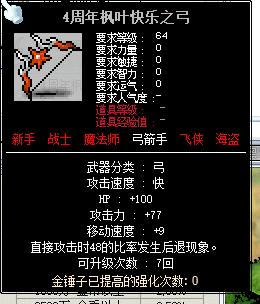 4周年枫叶快乐之弓
要求等级: 64
要求力量: 0
要求敏捷: 0
要求智力: 0
要求运气: 0
要求人气度: -
道具等级: -
道具经验值: -
新手 战士 魔法师 弓箭手 飞侠 海盗
武器分类 : 弓
攻击速度 : 快
HP : +100
攻击力 : +77
移动速度 : +9
直接攻击时48的比率发生后退现象。
可升级次数 : 7回
金锤子已提高的强化次数: 0